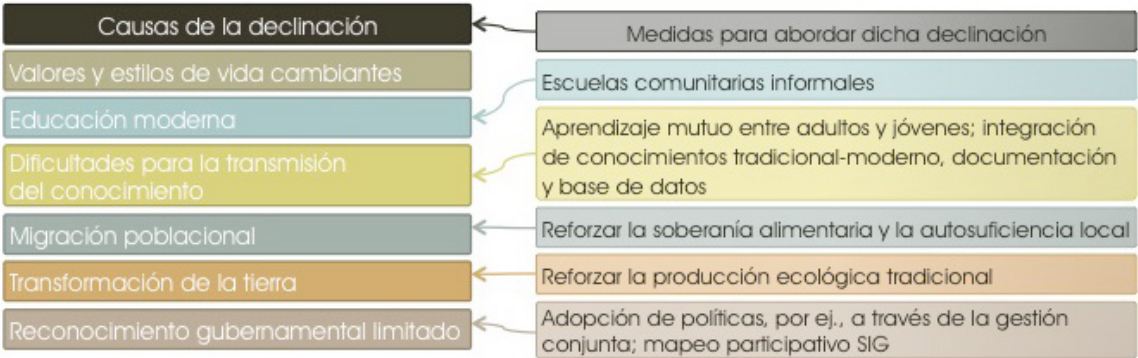 Causas de la declinación
Medidas para abordar dicha declinación
Valores y estilos de vida cambiantes
Escuelas comunitarias informales
Educación moderna
Aprendizaje mutuo entre adultos y jóvenes; integración
de conocimientos tradicional-moderno, documentación
y base de datos
Dificultades para la transmisión
del conocimiento
Migración poblacional
Reforzar la soberanía alimentaria y la autosuficiencia local
Transformación de la tierra
Reforzar la producción ecológica tradicional
Reconocimiento gubernamental limitado
Adopción de políticas, por ej., a través de la gestión
conjunta; mapeo participativo SIG